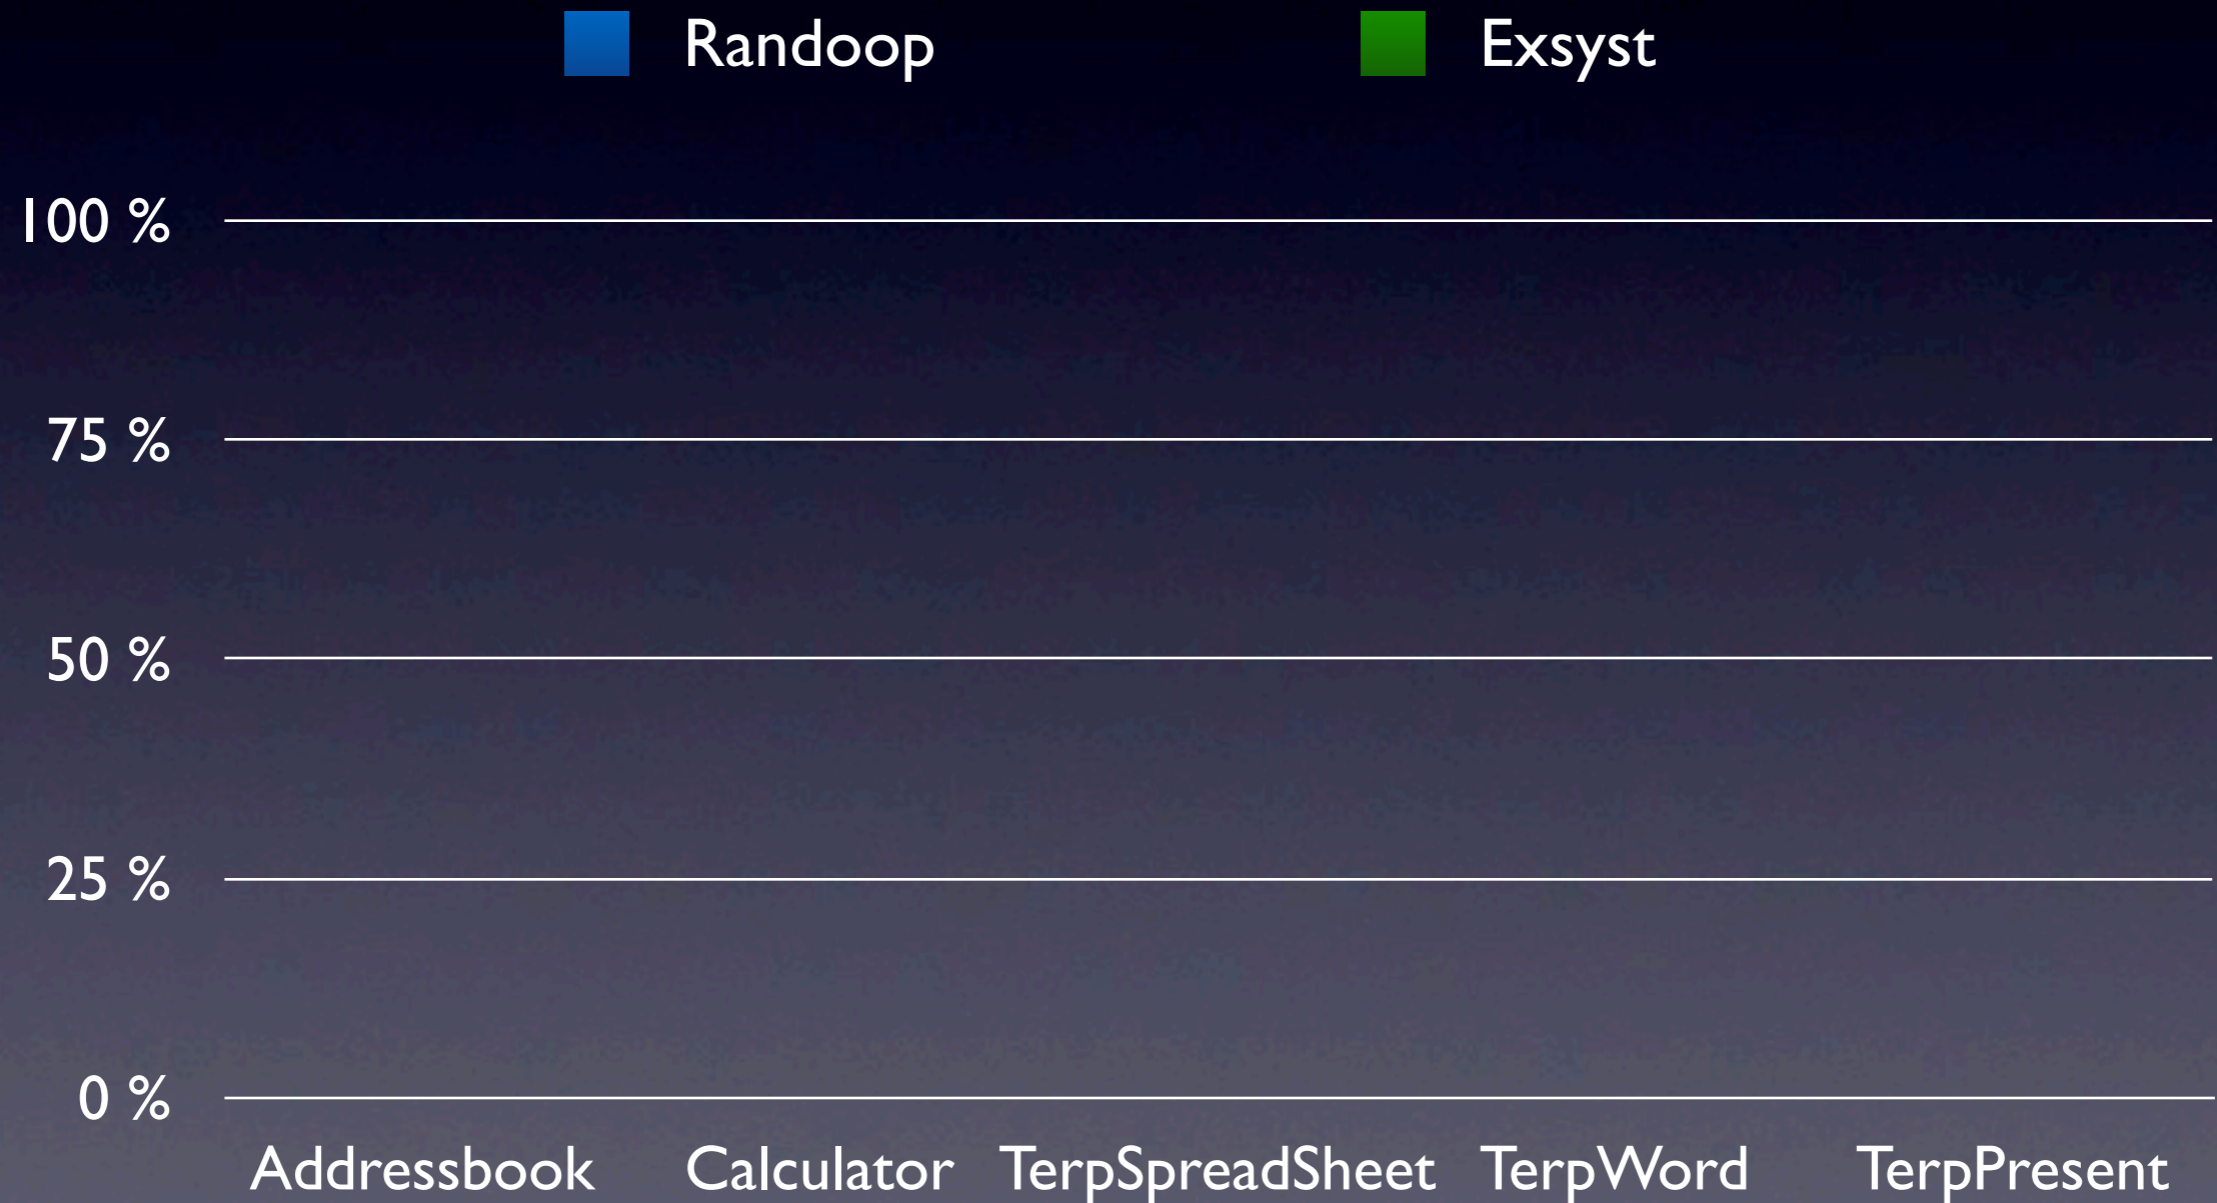 Randoop Exsyst
100 %
75 %
50 %
25 %
0 %
Addressbook Calculator TerpSpreadSheet TerpWord TerpPresent